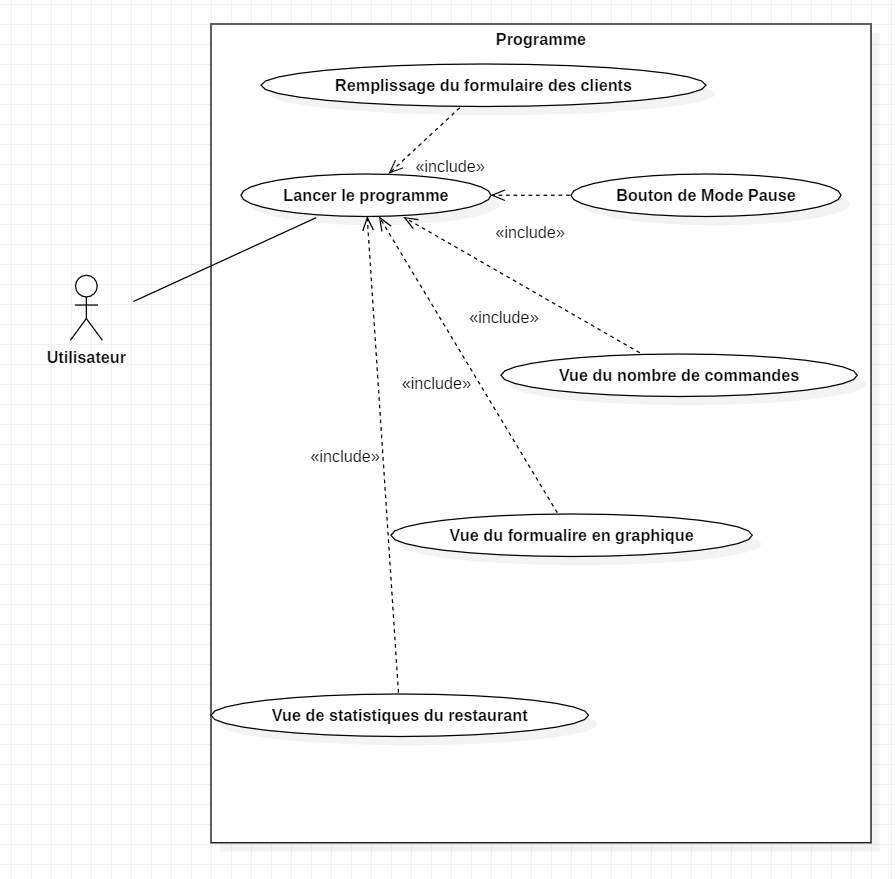 Programme
Remplissage du formulaire des clients
«include»
Lancer le programme
Bouton de Mode Pause
«include»
«include»
Utilisateur
Vue du nombre de commandes
«include»
«include»
Vue du formualire en graphique
Vue de statistiques du restaurant